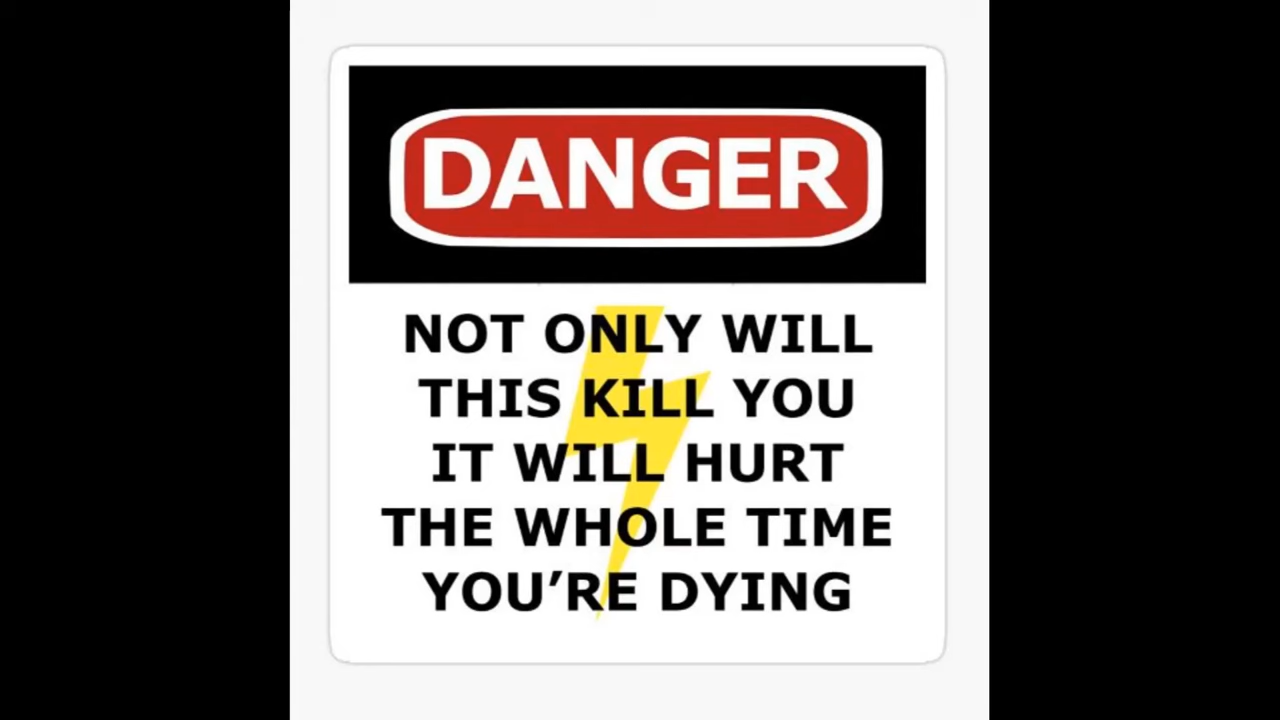 DANGER
NOT ONLY WILL
THIS KILL YOU
IT WILL HURT
THE WHOLE TIME
YOU’RE DYING